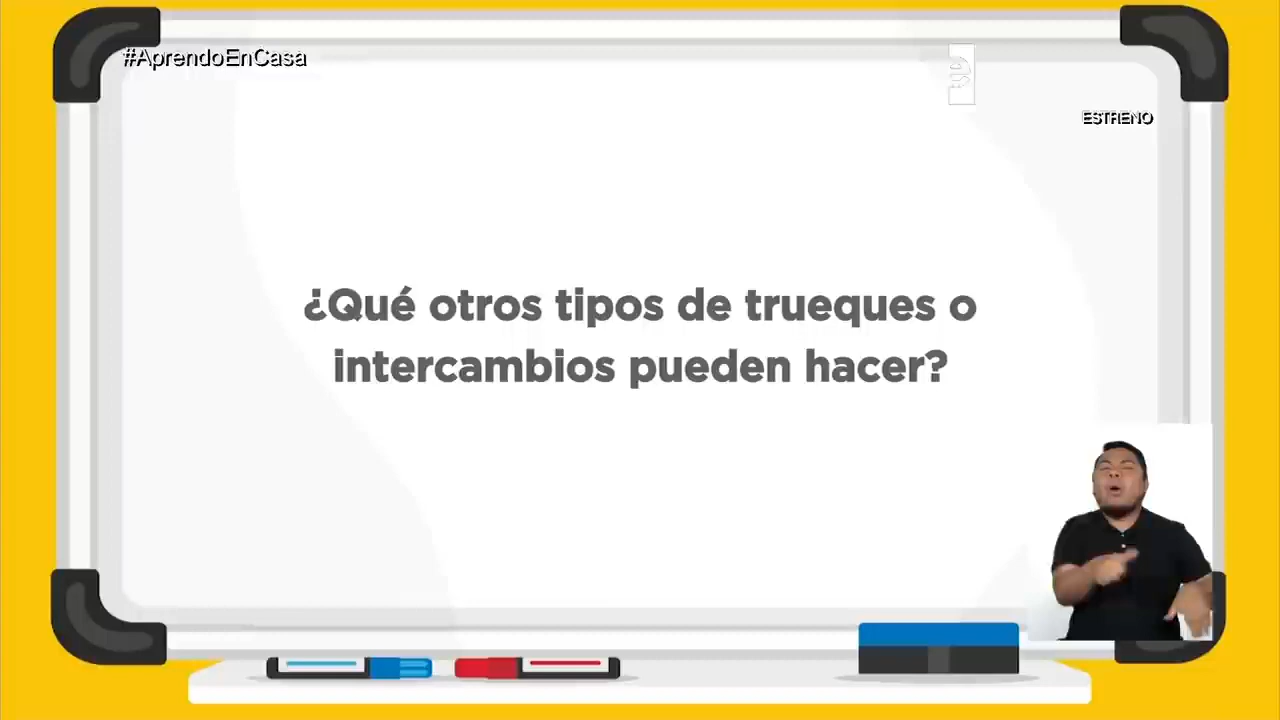 #AprendoEnCasa
ESTRENO
¿Qué otros tipos de trueques o
intercambios pueden hacer?